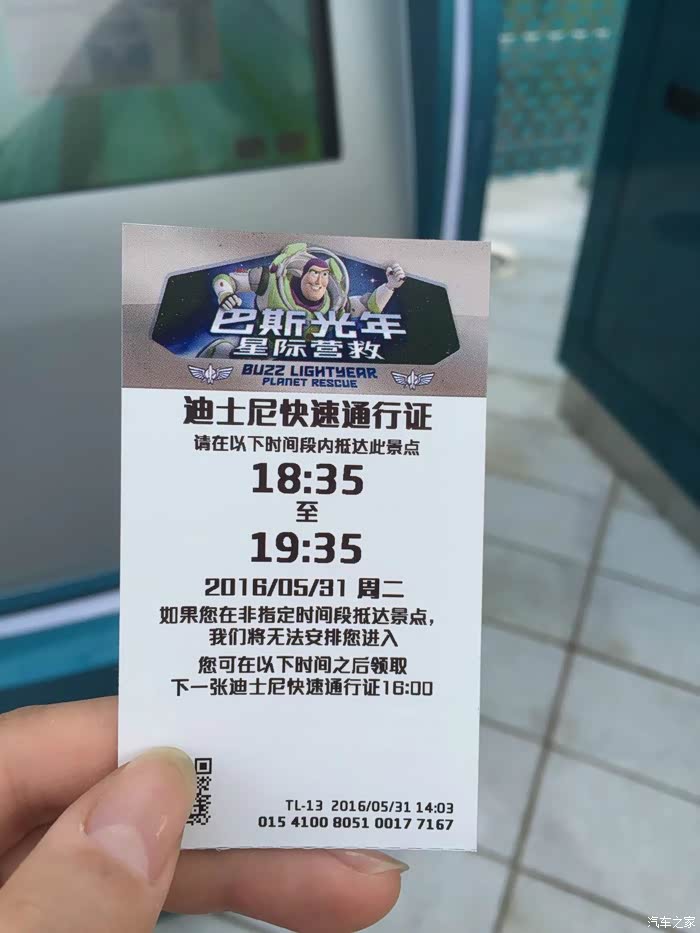 巴斯光年
星际营救
BUZZ LIGHTYEAR
PLANET RESCUE
迪士尼快速通行证
请在以下时间段内抵达此景点
18:35
至
19:35
2016/05/31 周二
如果您在非指定时间段抵达景点，
我们将无法安排您进入
您可在以下时间之后领取
下一张迪士尼快速通行证16:00
TL-13 2016/05/31 14:03
015 4100 8051 0017 7167
汽车之家